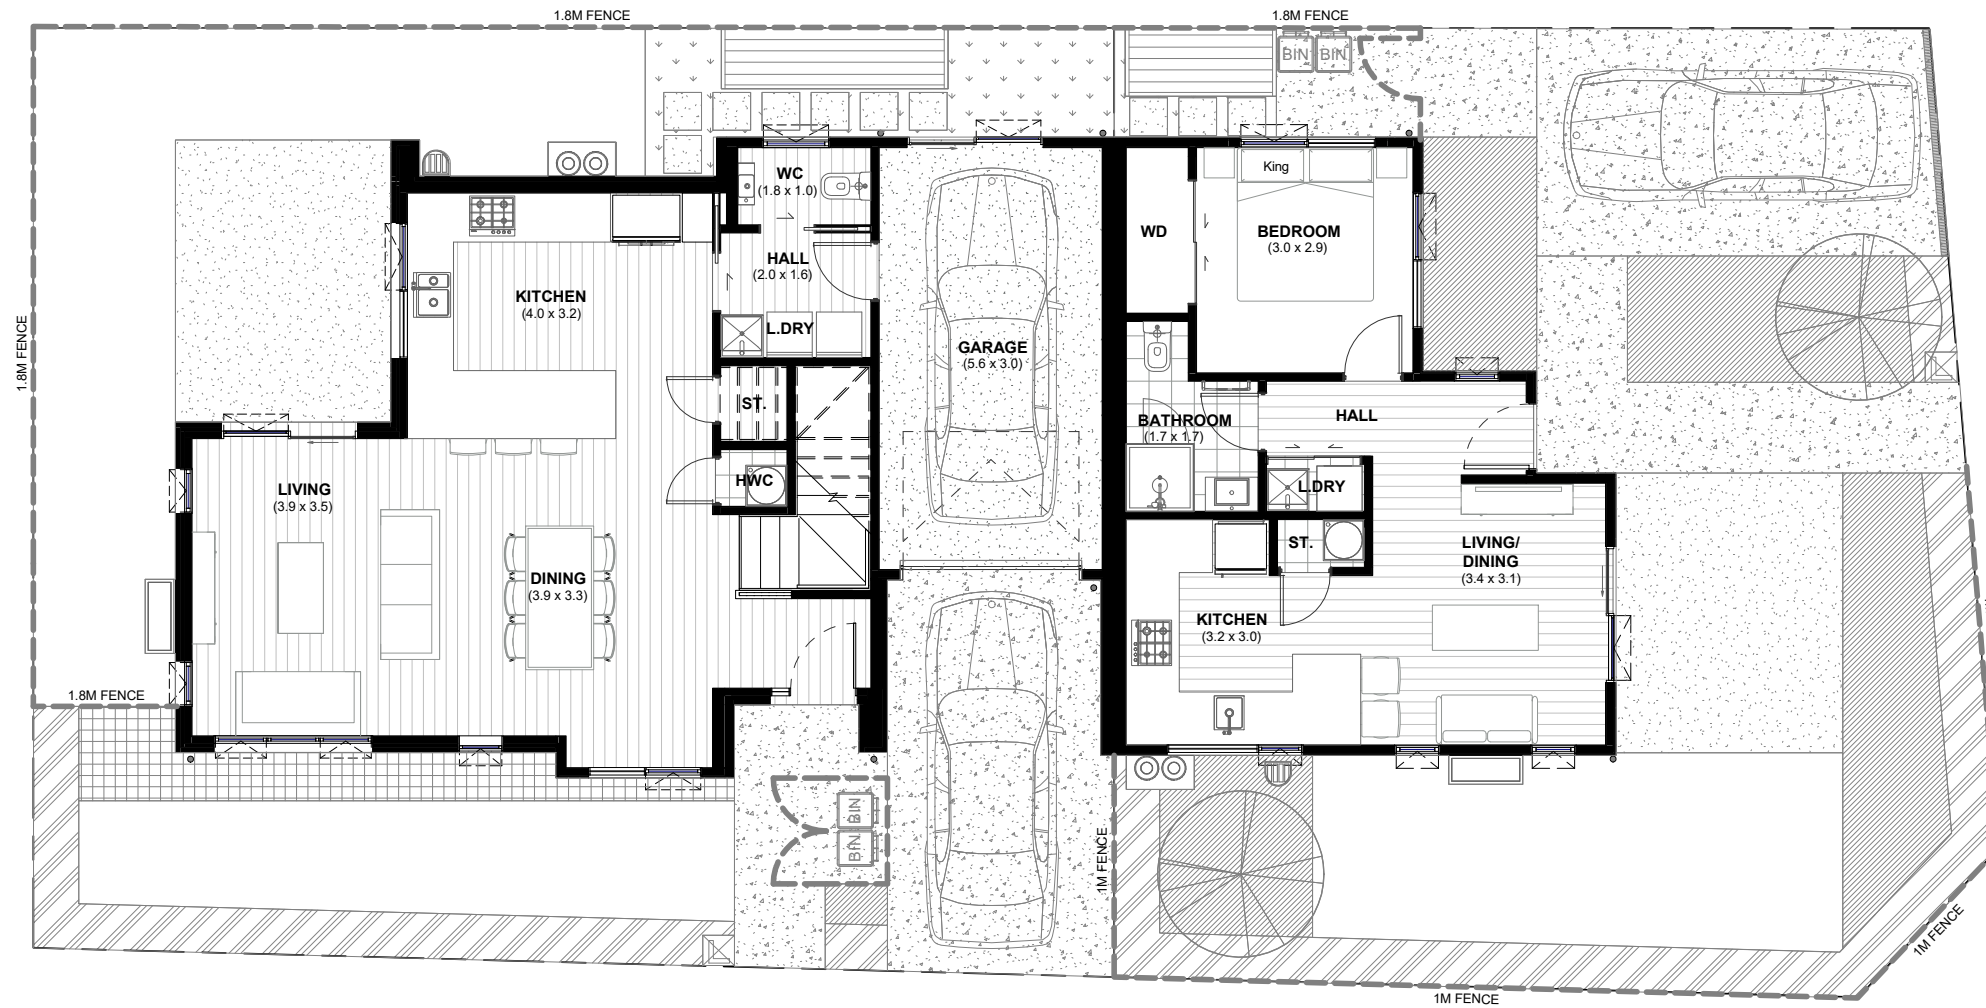 1.8M FENCE
1.8M FENCE
BIN
BIN
WC
(1.8 x 1.0)
King
HALL
(2.0 x 1.6)
WD
BEDROOM
(3.0 x 2.9)
KITCHEN
(4.0 x 3.2)
L.DRY
GARAGE
(5.6 x 3.0)
1.8M FENCE
ST.
BATHROOM
(1.7 x 1.7)
HALL
LIVING
(3.9 x 3.5)
HWC
L.DRY
DINING
(3.9 x 3.3)
ST.
LIVING/
DINING
(3.4 x 3.1)
KITCHEN
(3.2 x 3.0)
1.8M FENCE
BIN
BIN
1M FENCE
1M FENCE
1M FENCE